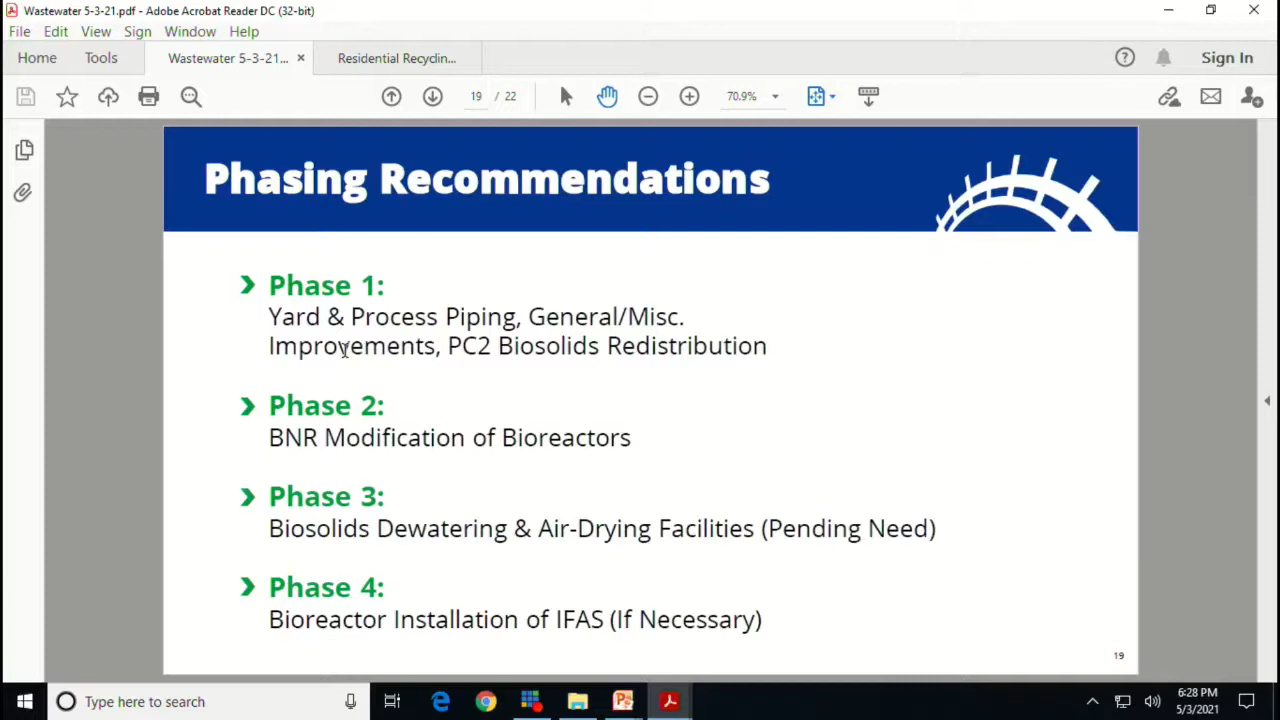 Wastewater 5-3-21.pdf - Adobe Acrobat Reader DC (32-bit)
File Edit View Sign Window Help
Home Tools Wastewater 5-3-21... × Residential Recyclin... Sign In
19 / 22 70.9%
Phasing Recommendations
Phase 1:
Yard & Process Piping, General/Misc.
Improvements, PC2 Biosolids Redistribution
Phase 2:
BNR Modification of Bioreactors
Phase 3:
Biosolids Dewatering & Air-Drying Facilities (Pending Need)
Phase 4:
Bioreactor Installation of IFAS (If Necessary)
19
Type here to search
6:28 PM
5/3/2021